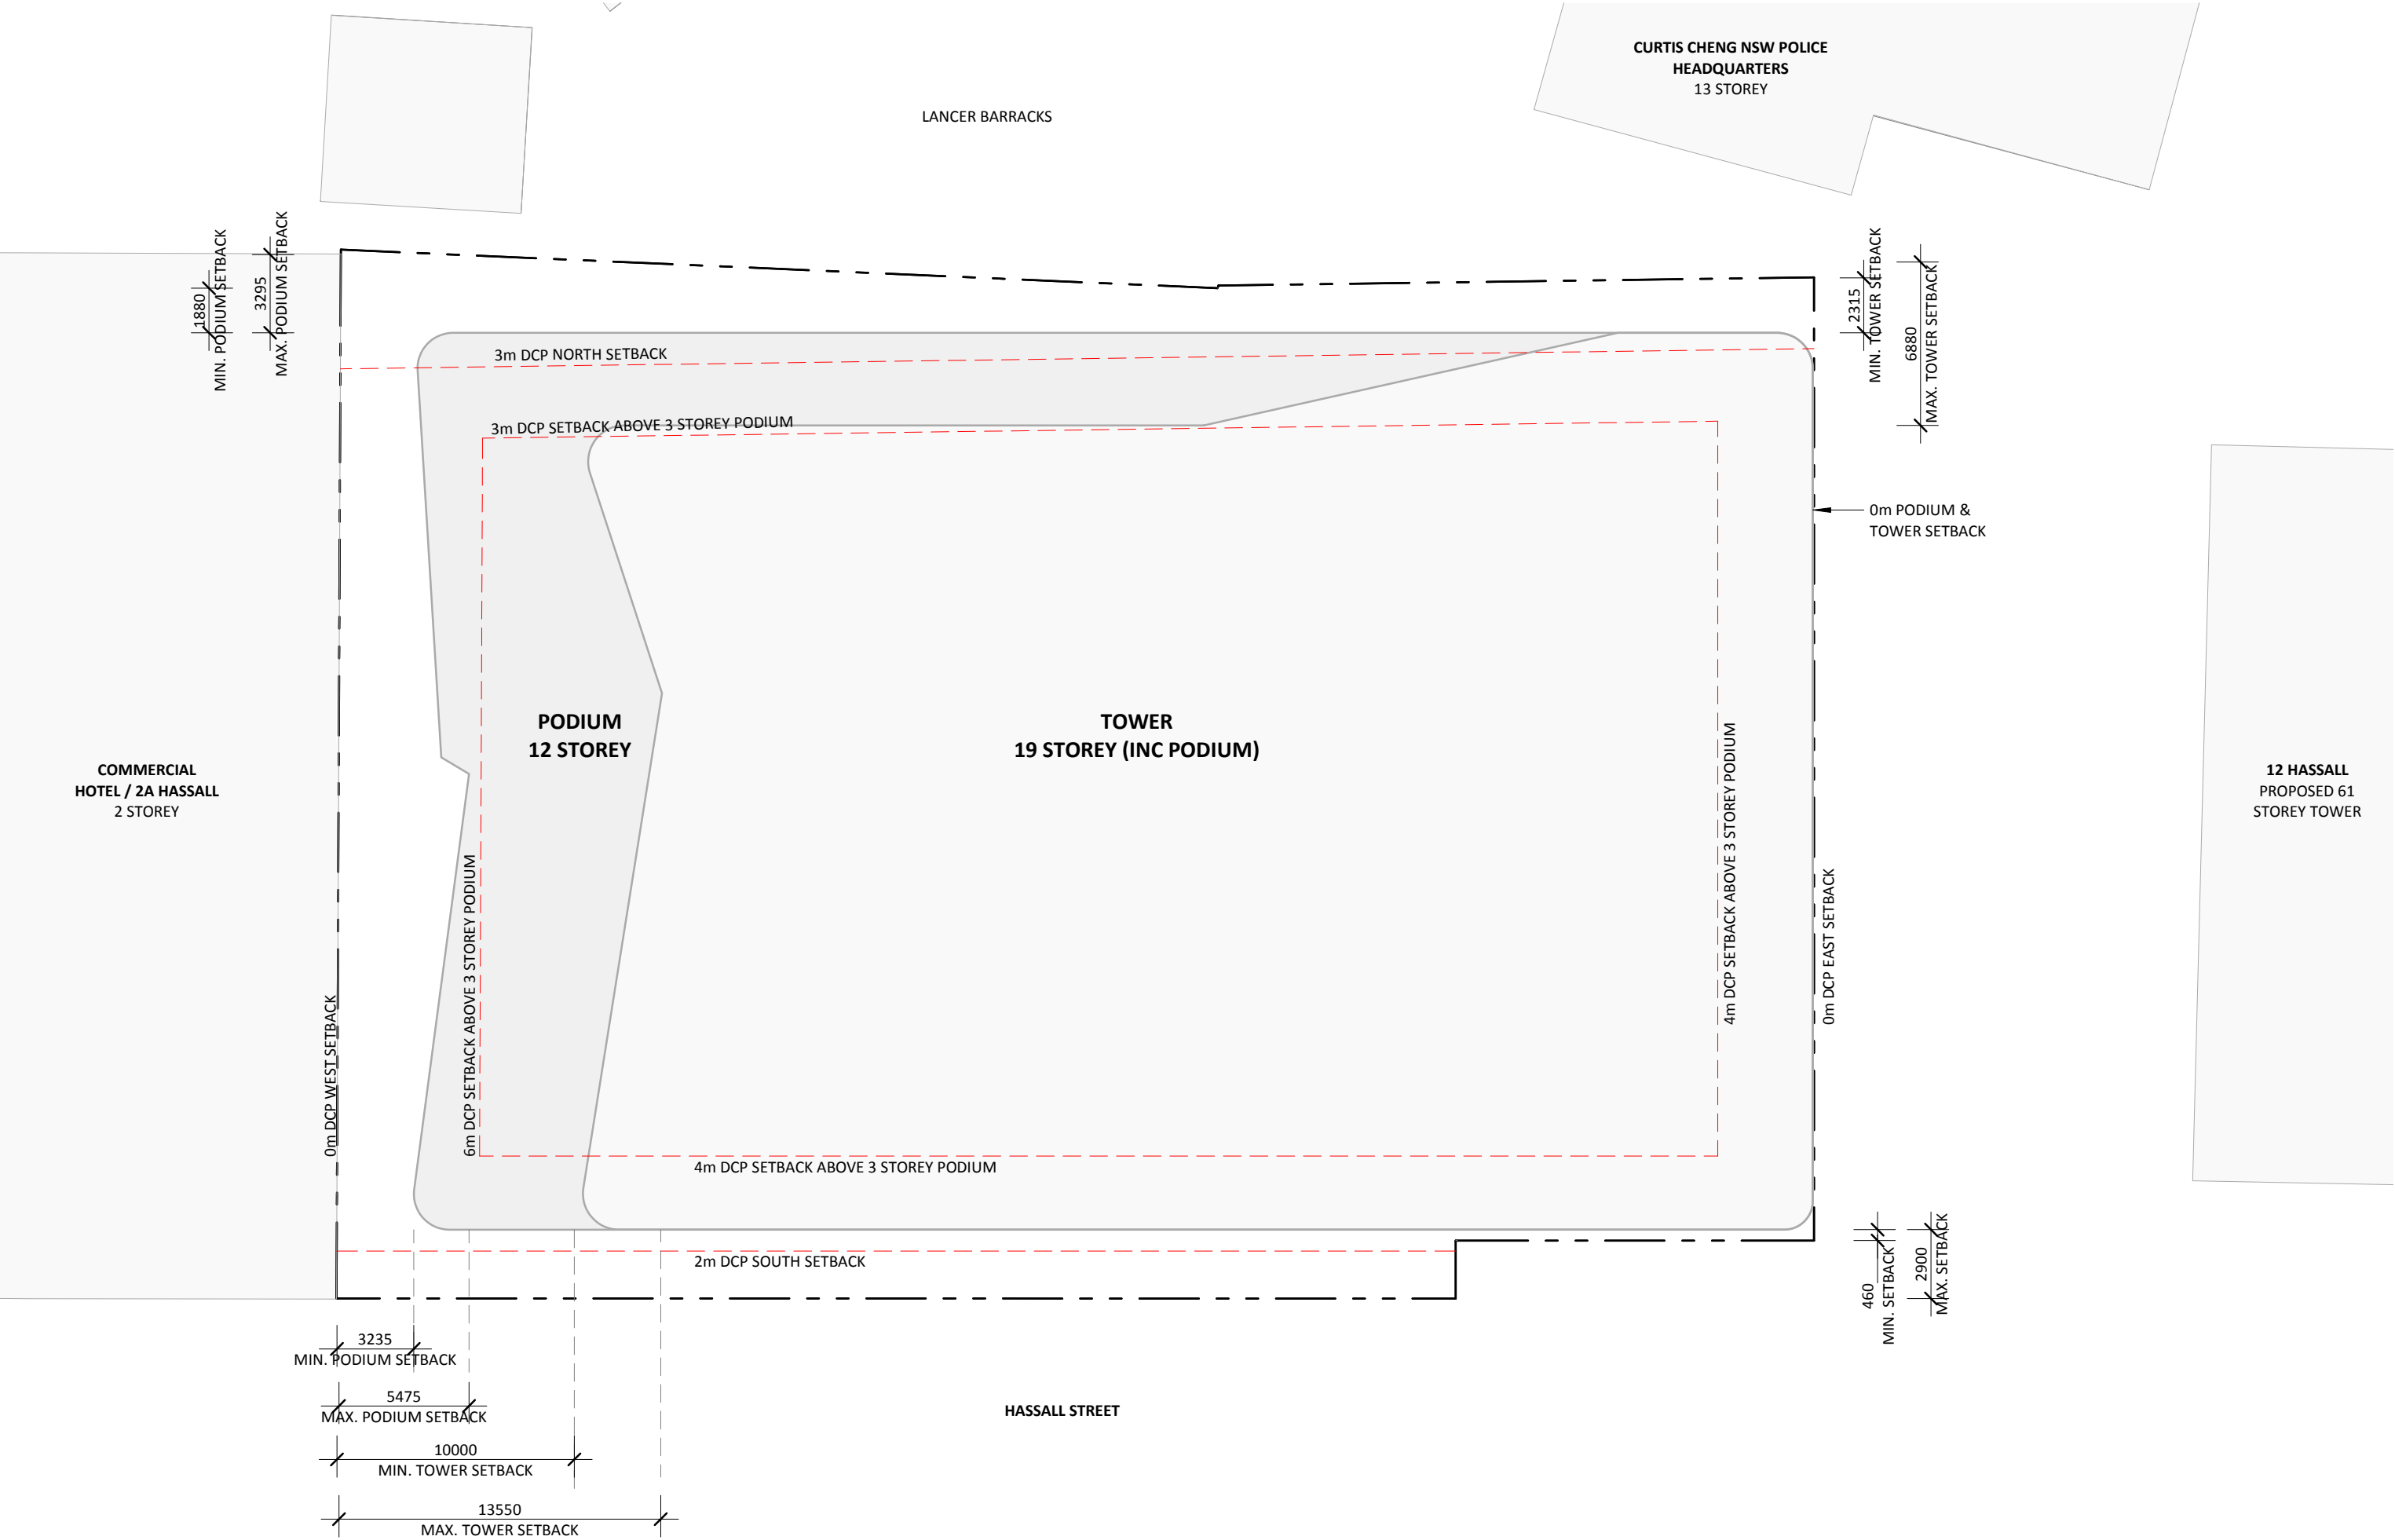 CURTIS CHENG NSW POLICE
HEADQUARTERS
13 STOREY
LANCER BARRACKS
1880
MIN. PODIUM SETBACK
3295
MAX. PODIUM SETBACK
2315
MIN. TOWER SETBACK
6880
MAX. TOWER SETBACK
3m DCP NORTH SETBACK
3m DCP SETBACK ABOVE 3 STOREY PODIUM
0m PODIUM &
TOWER SETBACK
PODIUM
12 STOREY
TOWER
19 STOREY (INC PODIUM)
COMMERCIAL
HOTEL / 2A HASSALL
2 STOREY
12 HASSALL
PROPOSED 61
STOREY TOWER
0m DCP WEST SETBACK
6m DCP SETBACK ABOVE 3 STOREY PODIUM
4m DCP SETBACK ABOVE 3 STOREY PODIUM
0m DCP EAST SETBACK
4m DCP SETBACK ABOVE 3 STOREY PODIUM
2m DCP SOUTH SETBACK
460
MIN. SETBACK
2900
MAX. SETBACK
3235
MIN. PODIUM SETBACK
5475
MAX. PODIUM SETBACK
HASSALL STREET
10000
MIN. TOWER SETBACK
13550
MAX. TOWER SETBACK